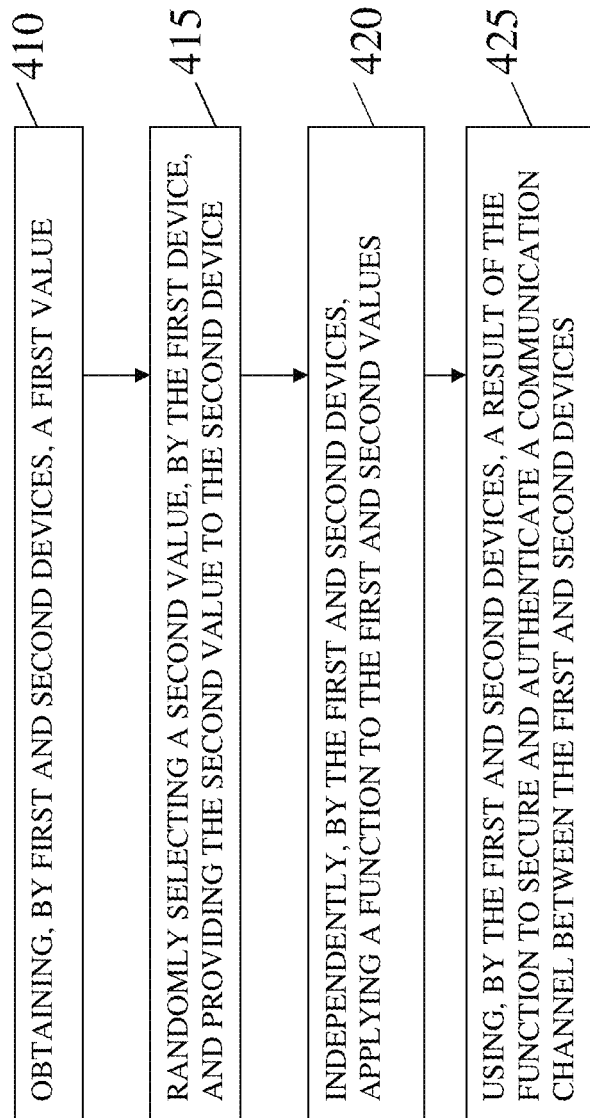 410
OBTAINING, BY FIRST AND SECOND DEVICES, A FIRST VALUE
415
RANDOMLY SELECTING A SECOND VALUE, BY THE FIRST DEVICE,
AND PROVIDING THE SECOND VALUE TO THE SECOND DEVICE
420
INDEPENDENTLY, BY THE FIRST AND SECOND DEVICES,
APPLYING A FUNCTION TO THE FIRST AND SECOND VALUES
425
USING, BY THE FIRST AND SECOND DEVICES, A RESULT OF THE
FUNCTION TO SECURE AND AUTHENTICATE A COMMUNICATION
CHANNEL BETWEEN THE FIRST AND SECOND DEVICES